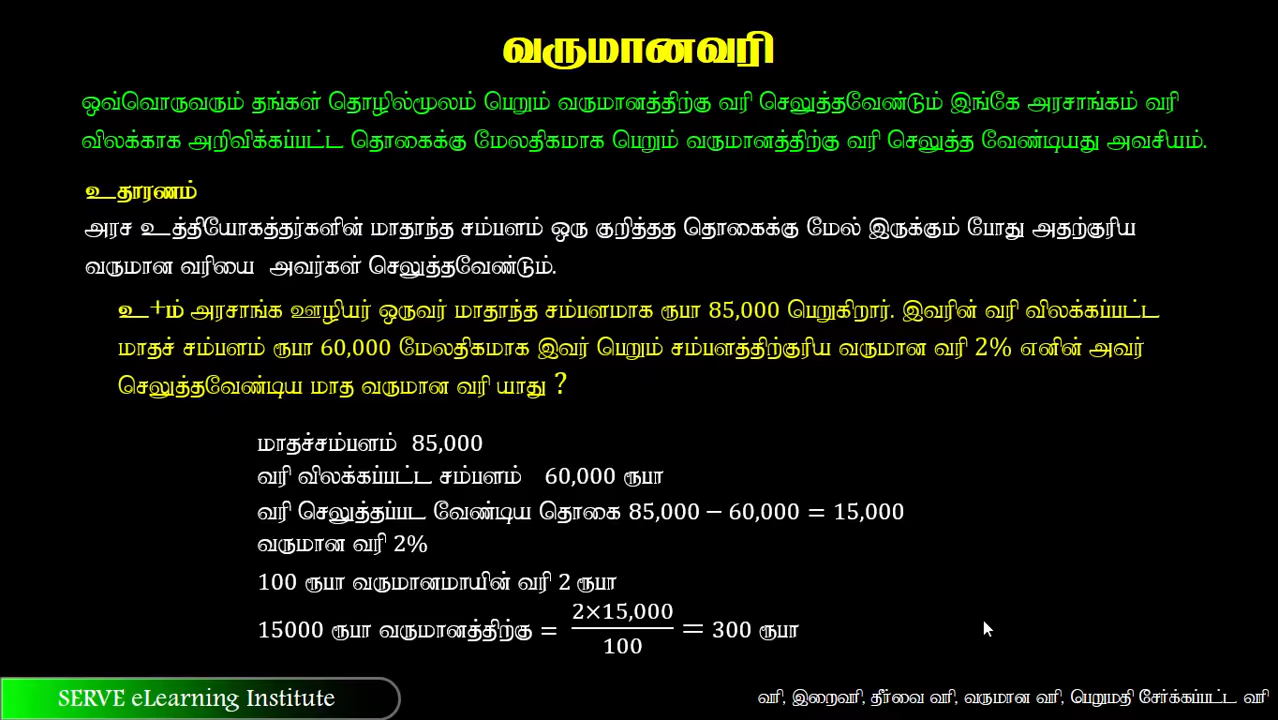 வருமானவரி
ஒவ்வொருவரும் தங்கள் தொழில்மூலம் பெறும் வருமானத்திற்கு வரி செலுத்தவேண்டும் இங்கே அரசாங்கம் வரி
விலக்காக அறிவிக்கப்பட்ட தொகைக்கு மேலதிகமாக பெறும் வருமானத்திற்கு வரி செலுத்த வேண்டியது அவசியம்.
உதாரணம்
அரச உத்தியோகத்தர்களின் மாதாந்த சம்பளம் ஒரு குறித்தத தொகைக்கு மேல் இருக்கும் போது அதற்குரிய
வருமான வரியை அவர்கள் செலுத்தவேண்டும்.
உ+ம் அரசாங்க ஊழியர் ஒருவர் மாதாந்த சம்பளமாக ரூபா 85,000 பெறுகிறார். இவரின் வரி விலக்கப்பட்ட
மாதச் சம்பளம் ரூபா 60,000 மேலதிகமாக இவர் பெறும் சம்பளத்திற்குரிய வருமான வரி 2% எனின் அவர்
செலுத்தவேண்டிய மாத வருமான வரி யாது ?
மாதச்சம்பளம் 85,000
வரி விலக்கப்பட்ட சம்பளம் 60,000 ரூபா
வரி செலுத்தப்பட வேண்டிய தொகை 85,000 − 60,000 = 15,000
வருமான வரி 2%
100 ரூபா வருமானமாயின் வரி 2 ரூபா
15000 ரூபா வருமானத்திற்கு = 2×15,000/100 = 300 ரூபா
SERVE eLearning Institute
வரி, இறைவரி, தீர்வை வரி, வருமான வரி, பெறுமதி சேர்க்கப்பட்ட வரி